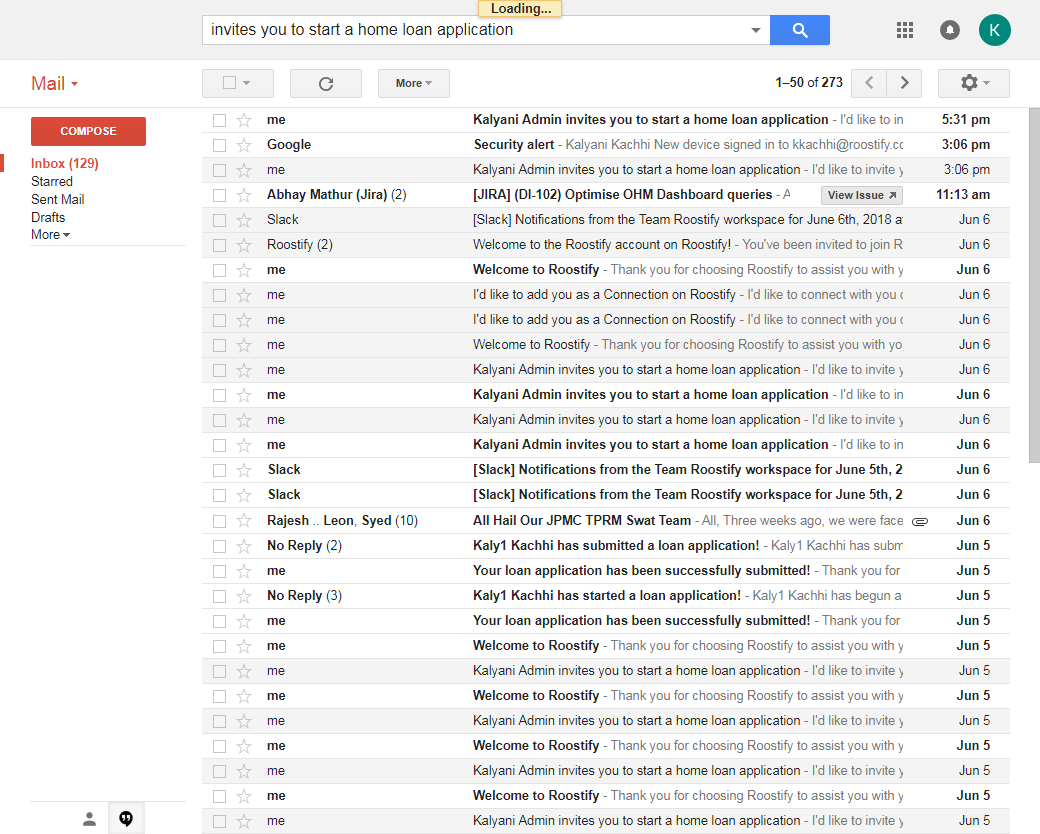 Loading...
invites you to start a home loan application
K
Mail
More
1–50 of 273
COMPOSE
Inbox (129)
Starred
Sent Mail
Drafts
More
me Kalyani Admin invites you to start a home loan application - I'd like to in 5:31 pm
Google Security alert - Kalyani Kachhi New device signed in to kkachhi@roostify.cc 3:06 pm
me Kalyani Admin invites you to start a home loan application - I'd like to invite y 3:06 pm
Abhay Mathur (Jira) (2) [JIRA] (DI-102) Optimise OHM Dashboard queries - A View Issue 11:13 am
Slack [Slack] Notifications from the Team Roostify workspace for June 6th, 2018 a Jun 6
Roostify (2) Welcome to the Roostify account on Roostify! - You've been invited to join R Jun 6
me Welcome to Roostify - Thank you for choosing Roostify to assist you with y Jun 6
me I'd like to add you as a Connection on Roostify - I'd like to connect with you c Jun 6
me I'd like to add you as a Connection on Roostify - I'd like to connect with you c Jun 6
me Welcome to Roostify - Thank you for choosing Roostify to assist you with yo Jun 6
me Kalyani Admin invites you to start a home loan application - I'd like to invite y Jun 6
me Kalyani Admin invites you to start a home loan application - I'd like to in Jun 6
me Kalyani Admin invites you to start a home loan application - I'd like to invite y Jun 6
me Kalyani Admin invites you to start a home loan application - I'd like to in Jun 6
Slack [Slack] Notifications from the Team Roostify workspace for June 5th, 2 Jun 6
Slack [Slack] Notifications from the Team Roostify workspace for June 5th, 2 Jun 6
Rajesh .. Leon, Syed (10) All Hail Our JPMC TPRM Swat Team - All, Three weeks ago, we were face Jun 6
No Reply (2) Kaly1 Kachhi has submitted a loan application! - Kaly1 Kachhi has subm Jun 5
me Your loan application has been successfully submitted! - Thank you for Jun 5
No Reply (3) Kaly1 Kachhi has started a loan application! - Kaly1 Kachhi has begun a Jun 5
me Your loan application has been successfully submitted! - Thank you for Jun 5
me Welcome to Roostify - Thank you for choosing Roostify to assist you with y Jun 5
me Kalyani Admin invites you to start a home loan application - I'd like to invite y Jun 5
me Welcome to Roostify - Thank you for choosing Roostify to assist you with y Jun 5
me Kalyani Admin invites you to start a home loan application - I'd like to invite y Jun 5
me Welcome to Roostify - Thank you for choosing Roostify to assist you with y Jun 5
me Kalyani Admin invites you to start a home loan application - I'd like to invite y Jun 5
me Welcome to Roostify - Thank you for choosing Roostify to assist you with y Jun 5
me Kalyani Admin invites you to start a home loan application - I'd like to invite y Jun 5